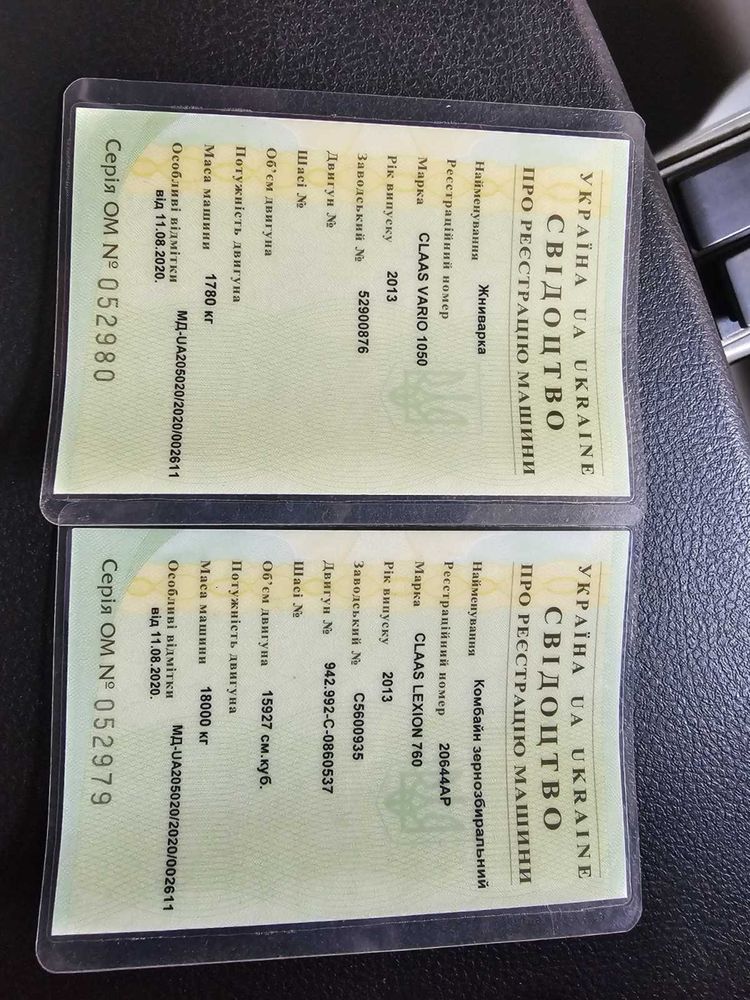 УКРАЇНА UA UKRAINE
СВІДОЦТВО
ПРО РЕЄСТРАЦІЮ МАШИНИ
Найменування Жниварка
Реєстраційний номер
Марка CLAAS VARIO 1050
Рік випуску 2013
Заводський № 52900876
Двигун №
Шасі №
Об'єм двигуна
Потужність двигуна
Маса машини 1780 кг
Особливі відмітки МД-UA205020/2020/002611
від 11.08.2020.
Серія ОМ № 052980
УКРАЇНА UA UKRAINE
СВІДОЦТВО
ПРО РЕЄСТРАЦІЮ МАШИНИ
Найменування Комбайн зернозбиральний
Реєстраційний номер 20644АР
Марка CLAAS LEXION 760
Рік випуску 2013
Заводський № C5600935
Двигун № 942.992-C-0860537
Шасі №
Об'єм двигуна 15927 см.куб.
Потужність двигуна
Маса машини 18000 кг
Особливі відмітки МД-UA205020/2020/002611
від 11.08.2020.
Серія ОМ № 052979